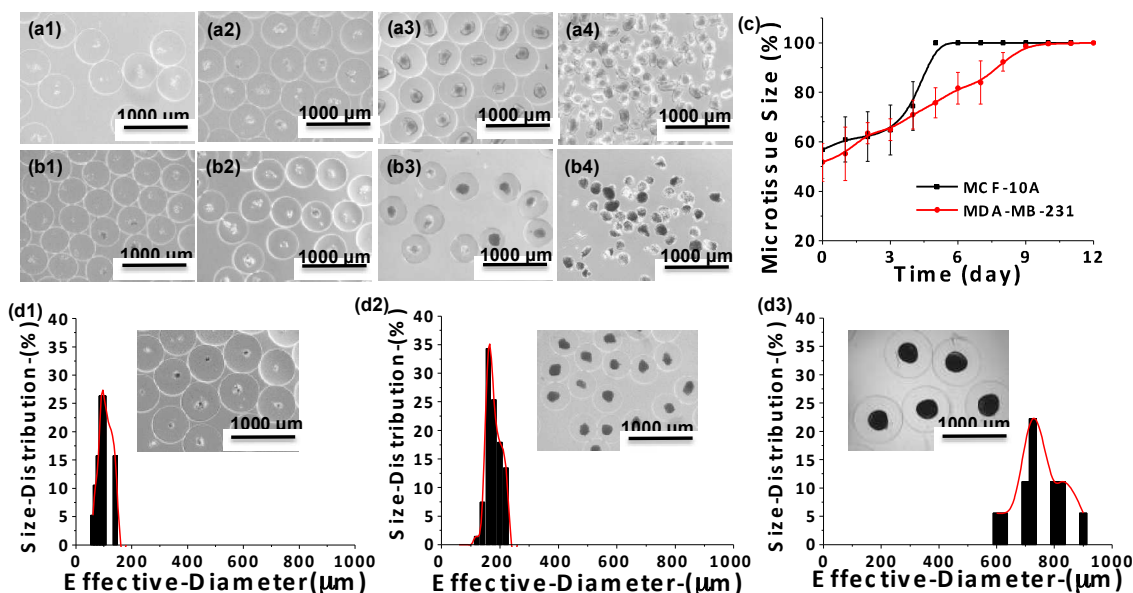 (a1)
1000 µm
(a2)
1000 µm
(a3)
1000 µm
(a4)
1000 µm
(b1)
1000 µm
(b2)
1000 µm
(b3)
1000 µm
(b4)
1000 µm
(c)
Microtissue Size (%)
100
80
60
40
20
MCF-10A
MDA-MB-231
0 3 6 9 12
Time (day)
(d1)
Size-Distribution-(%)
40
35
30
25
20
15
10
5
0
1000 µm
0 200 400 600 800 1000
Effective-Diameter(µm)
(d2)
Size-Distribution-(%)
40
35
30
25
20
15
10
5
0
1000 µm
0 200 400 600 800 1000
Effective-Diameter-(µm)
(d3)
Size-Distribution-(%)
40
35
30
25
20
15
10
5
0
1000 µm
0 200 400 600 800 1000
Effective-Diameter-(µm)